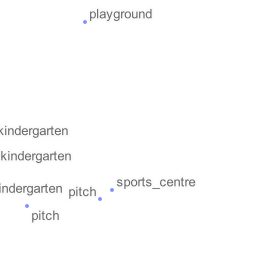 playground
kindergarten
kindergarten
indergarten
pitch
sports_centre
pitch